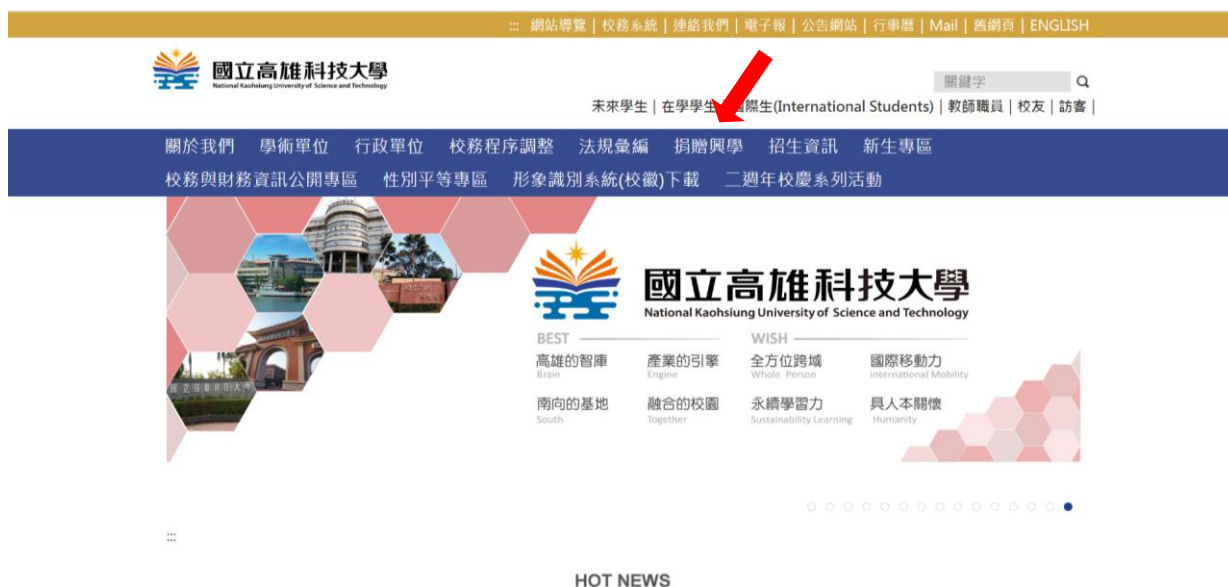 ::: 網站導覽 | 校務系統 | 連絡我們 | 電子報 | 公告網站 | 行事曆 | Mail | 舊網頁 | ENGLISH
國立高雄科技大學
National Kaohsiung University of Science and Technology
關鍵字
未來學生 | 在學學生 際生(International Students) | 教師職員 | 校友 | 訪客 |
關於我們 學術單位 行政單位 校務程序調整 法規彙編 捐贈興學 招生資訊 新生專區
校務與財務資訊公開專區 性別平等專區 形象識別系統(校徽)下載 二週年校慶系列活動
國立高雄科技大學
National Kaohsiung University of Science and Technology
BEST WISH
高雄的智庫 產業的引擎 全方位跨域 國際移動力
Brain Engine Whole Person International Mobility
南向的基地 融合的校園 永續學習力 具人本關懷
South Together Sustainability Learning Humanity
:::
HOT NEWS